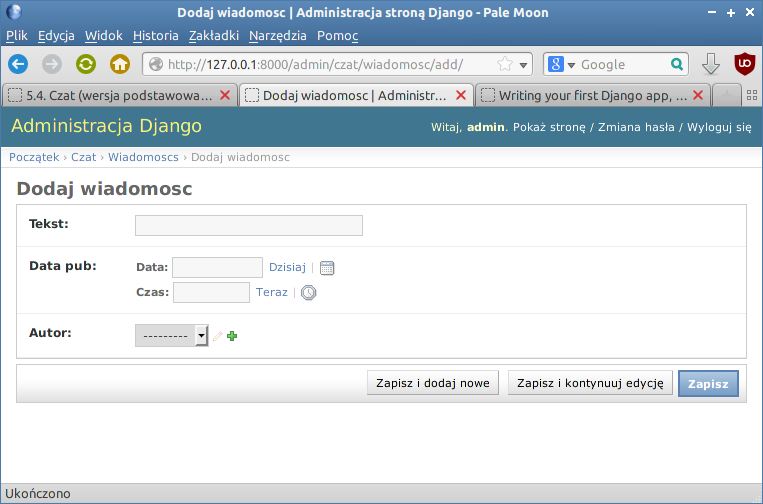 Dodaj wiadomosc | Administracja stroną Django - Pale Moon
Plik Edycja Widok Historia Zakładki Narzędzia Pomoc
http://127.0.0.1:8000/admin/czat/wiadomosc/add/ Google
5.4. Czat (wersja podstawowa... Dodaj wiadomosc | Administr... Writing your first Django app, ...
Administracja Django
Witaj, admin. Pokaż stronę / Zmiana hasła / Wyloguj się
Początek › Czat › Wiadomoscs › Dodaj wiadomosc
Dodaj wiadomosc
Tekst:
Data pub: Data: Dzisiaj |
Czas: Teraz |
Autor: ---------
Zapisz i dodaj nowe Zapisz i kontynuuj edycję Zapisz
Ukończono